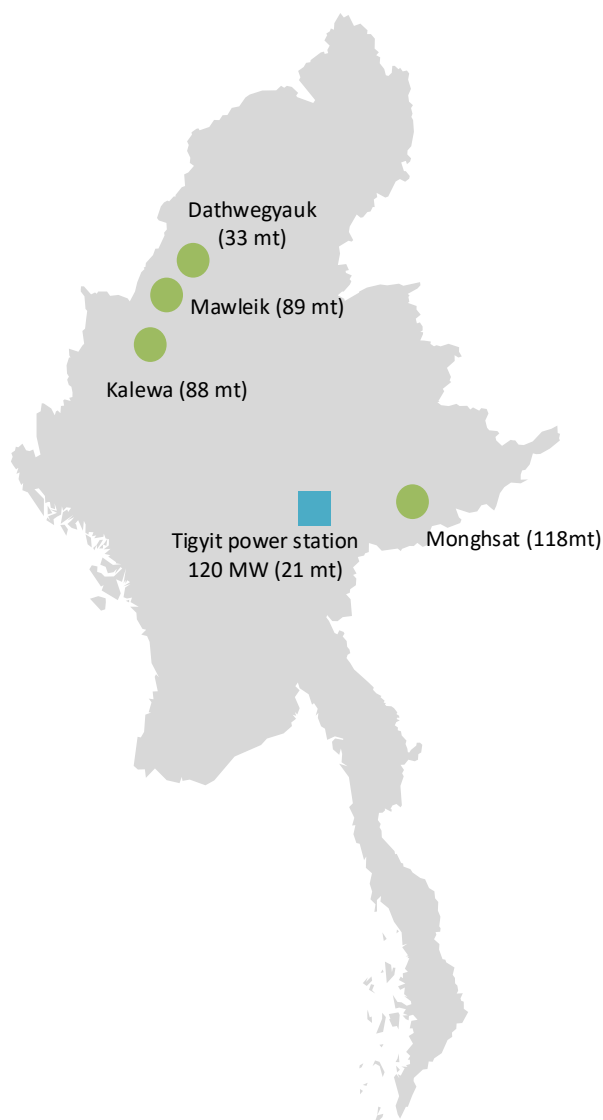 Dathwegyauk
(33 mt)
Mawleik (89 mt)
Kalewa (88 mt)
Tigyit power station
120 MW (21 mt)
Monghsat (118mt)